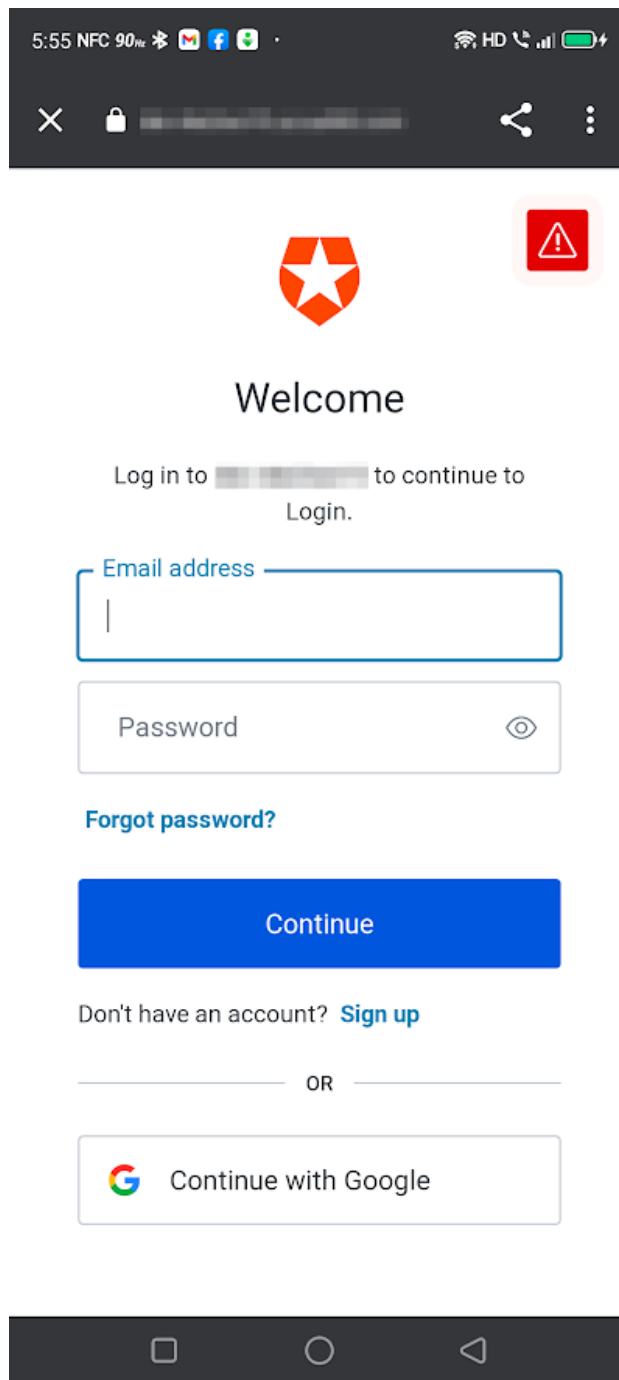 5:55 NFC 90Hz HD
Welcome
Log in to to continue to
Login.
Email address
Password
Forgot password?
Continue
Don't have an account? Sign up
OR
Continue with Google